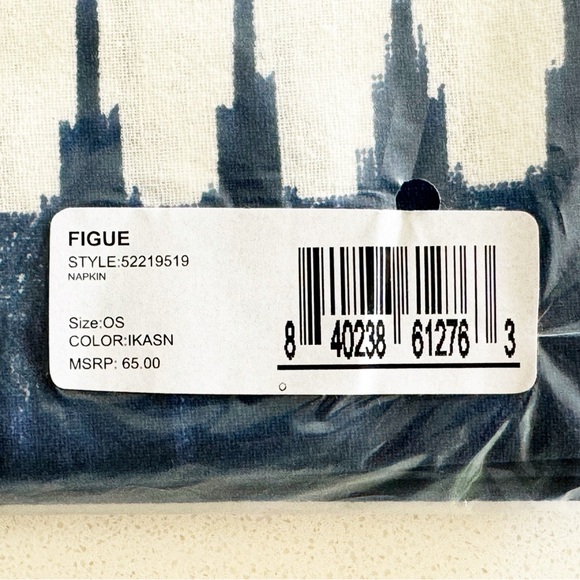 FIGUE
STYLE:52219519
NAPKIN
Size:OS
COLOR:IKASN
MSRP: 65.00
8 40238 61276 3